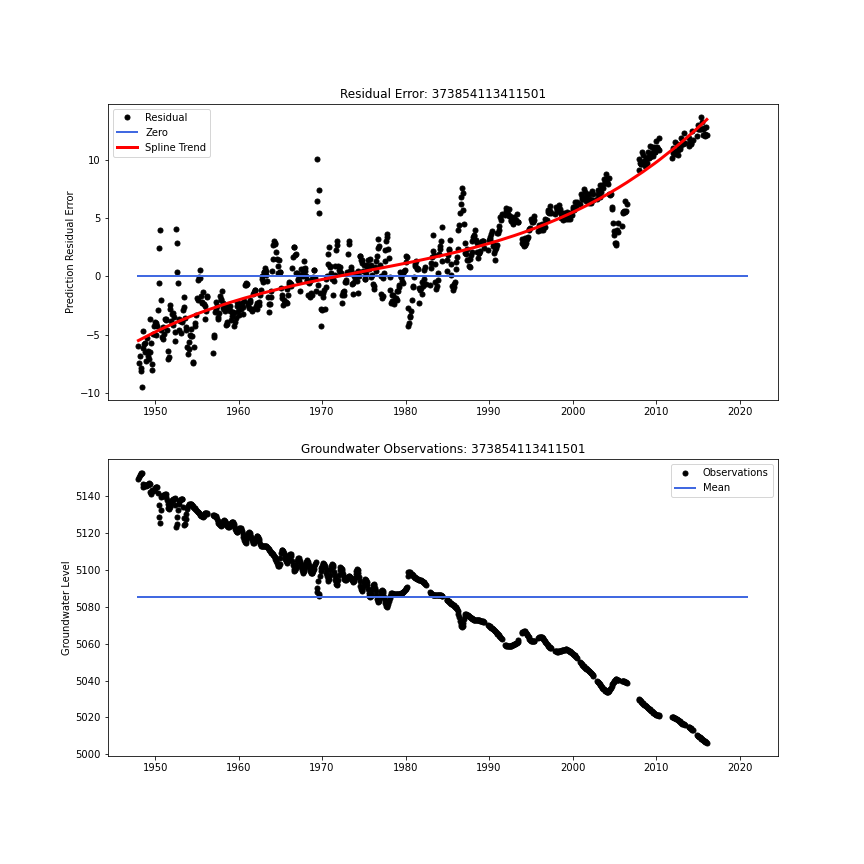 Residual Error: 373854113411501
Residual
Zero
Spline Trend
Prediction Residual Error
10
5
0
−5
−10
1950 1960 1970 1980 1990 2000 2010 2020
Groundwater Observations: 373854113411501
Observations
Mean
Groundwater Level
5140
5120
5100
5080
5060
5040
5020
5000
1950 1960 1970 1980 1990 2000 2010 2020